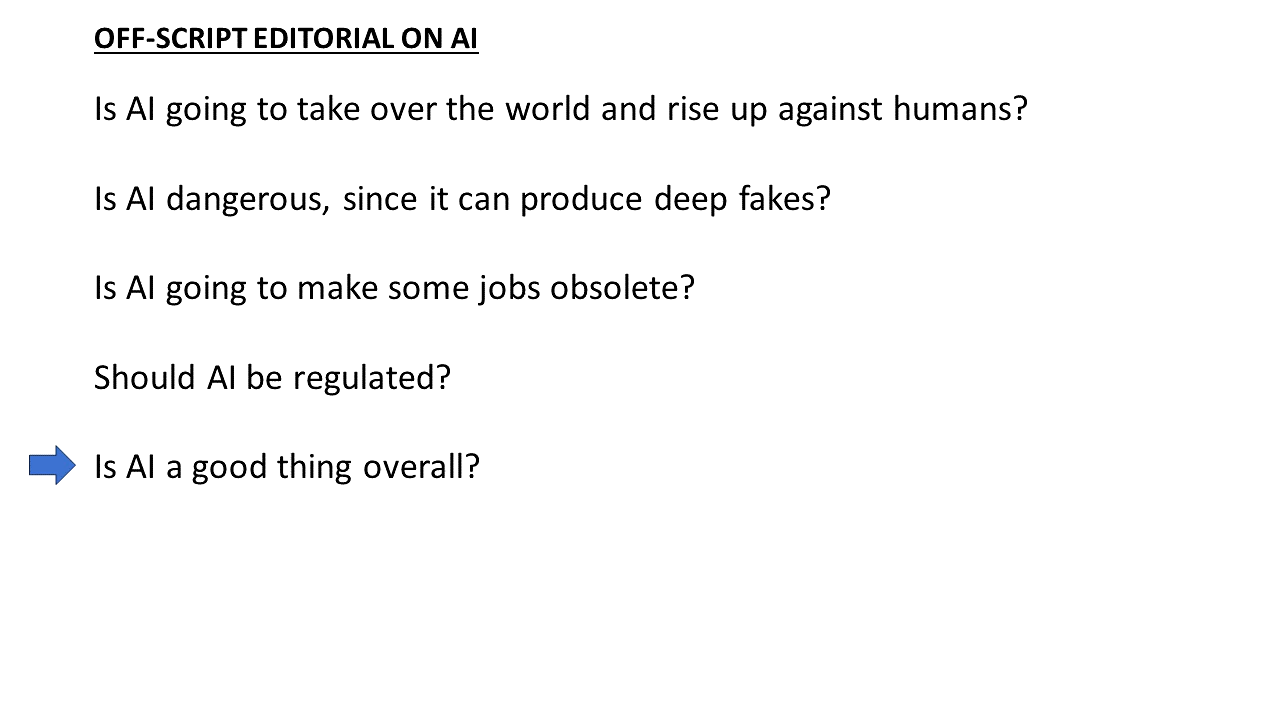 OFF-SCRIPT EDITORIAL ON AI
Is AI going to take over the world and rise up against humans?
Is AI dangerous, since it can produce deep fakes?
Is AI going to make some jobs obsolete?
Should AI be regulated?
Is AI a good thing overall?